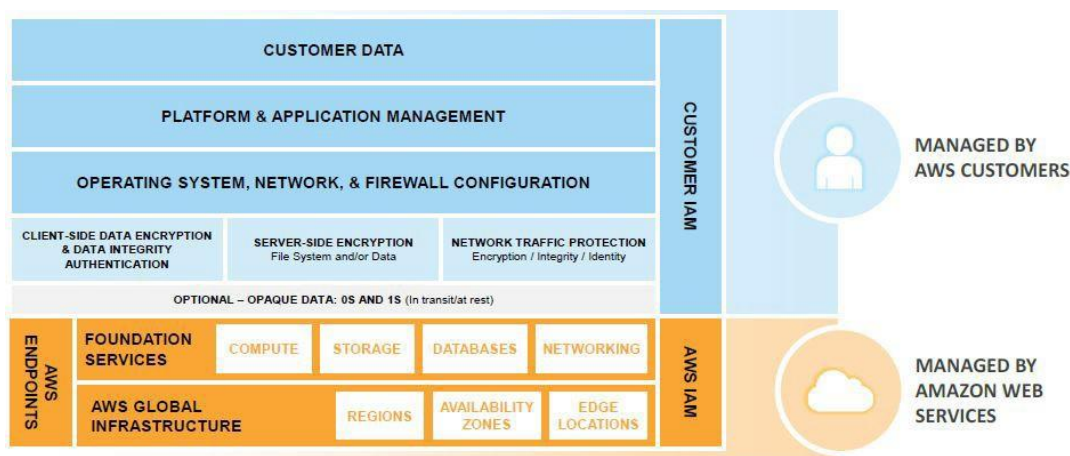 CUSTOMER DATA
PLATFORM & APPLICATION MANAGEMENT
OPERATING SYSTEM, NETWORK, & FIREWALL CONFIGURATION
CLIENT-SIDE DATA ENCRYPTION
& DATA INTEGRITY
AUTHENTICATION
SERVER-SIDE ENCRYPTION
File System and/or Data
NETWORK TRAFFIC PROTECTION
Encryption / Integrity / Identity
OPTIONAL – OPAQUE DATA: 0S AND 1S (In transit/at rest)
CUSTOMER IAM
MANAGED BY
AWS CUSTOMERS
AWS
ENDPOINTS
FOUNDATION
SERVICES
COMPUTE
STORAGE
DATABASES
NETWORKING
AWS GLOBAL
INFRASTRUCTURE
REGIONS
AVAILABILITY
ZONES
EDGE
LOCATIONS
AWS IAM
MANAGED BY
AMAZON WEB
SERVICES